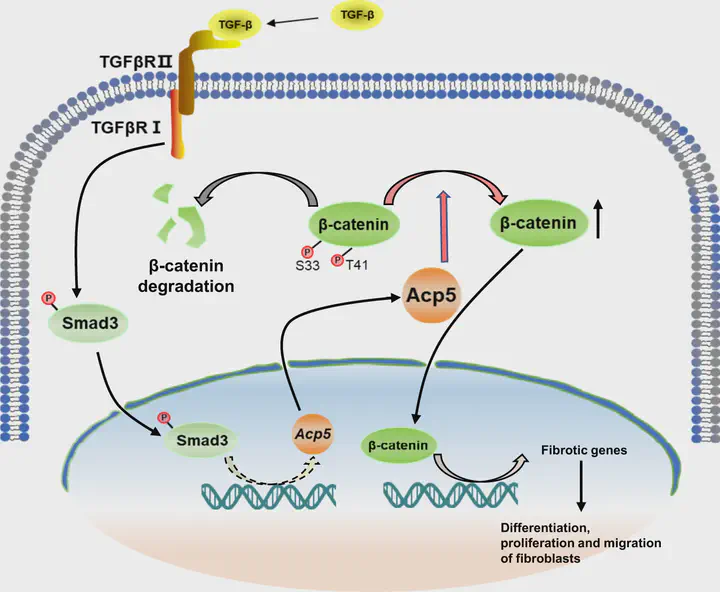 TGF-β
TGF-β
TGFβRⅡ
TGFβR Ⅰ
β-catenin
P
S33
P
T41
β-catenin
β-catenin
degradation
Acp5
P
Smad3
P
Smad3
Acp5
β-catenin
Fibrotic genes
Differentiation,
proliferation and migration
of fibroblasts